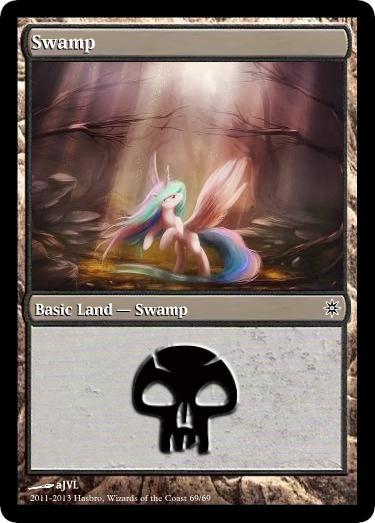 Swamp
Basic Land — Swamp
aJVL
2011-2013 Hasbro, Wizards of the Coast 69/69